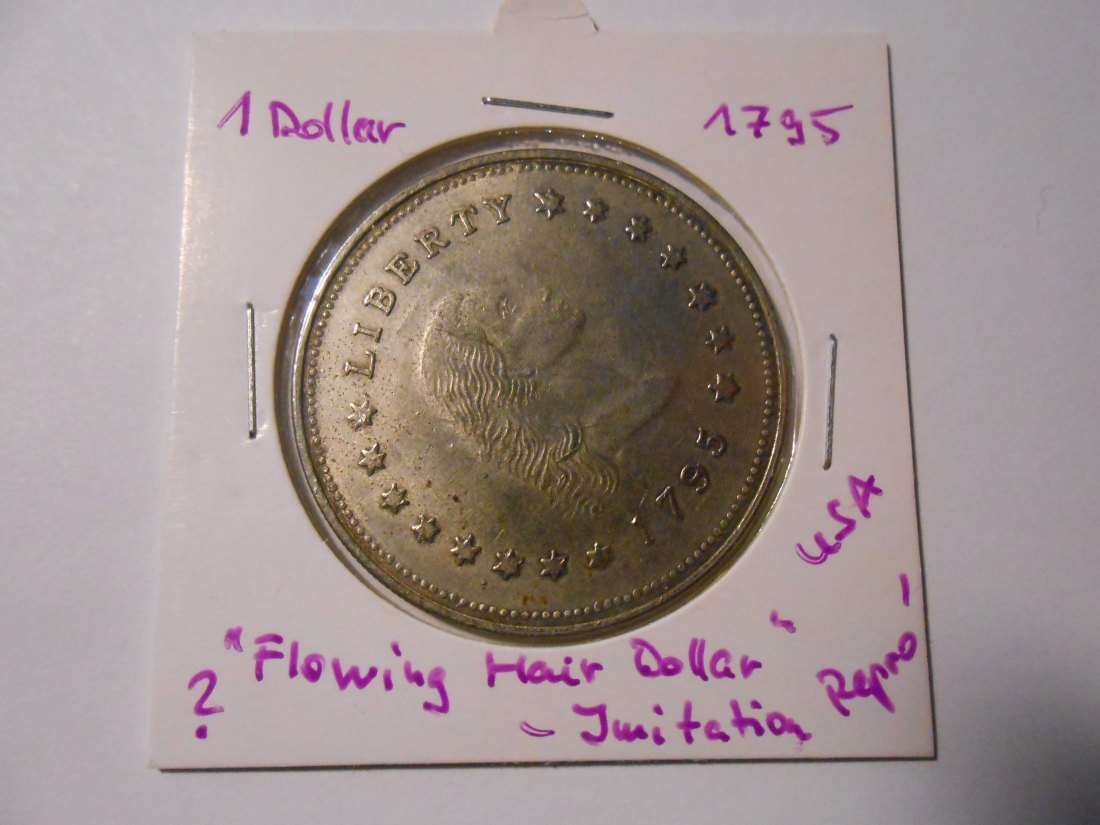 1 Dollar 1795
LIBERTY
1795
USA
"Flowing Hair Dollar" Repro -
? - Imitation